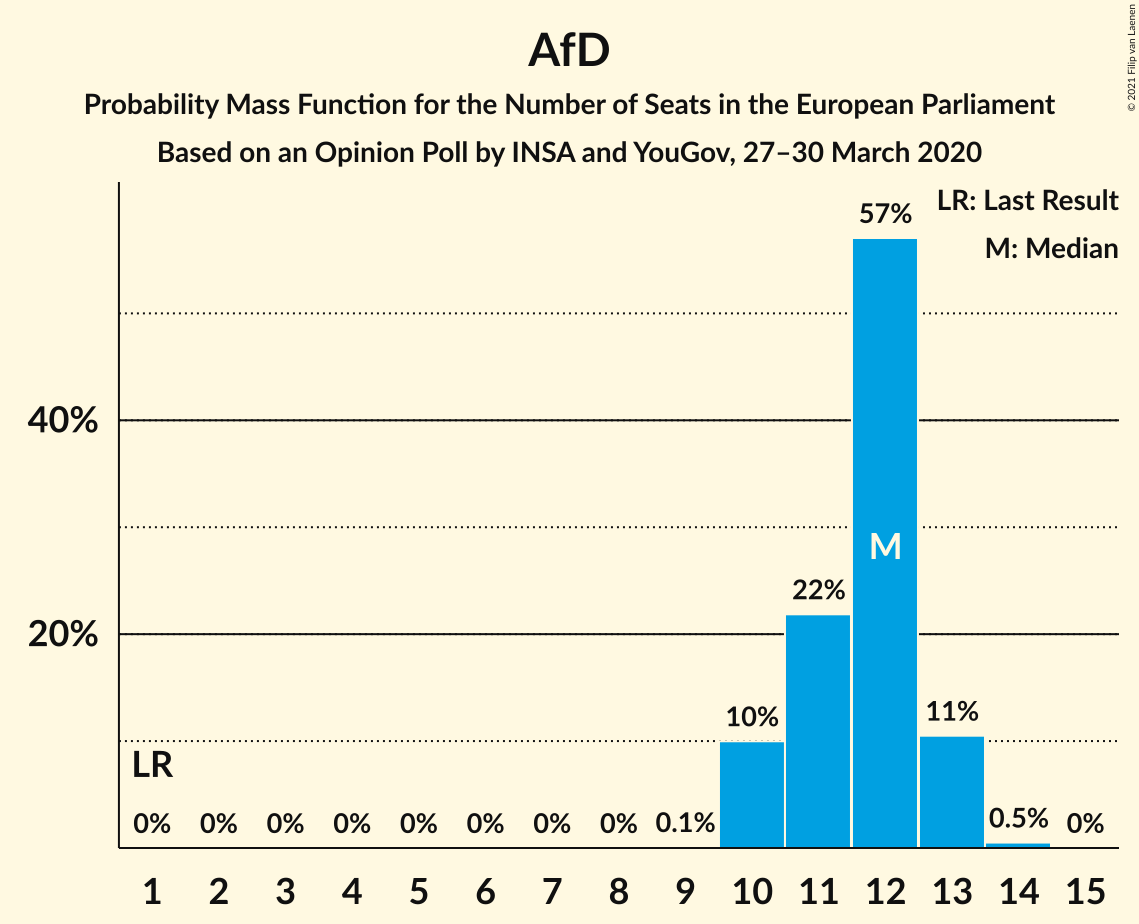 AfD
Probability Mass Function for the Number of Seats in the European Parliament
Based on an Opinion Poll by INSA and YouGov, 27–30 March 2020
© 2021 Filip van Laenen
LR: Last Result
M: Median
57%
40%
M
22%
20%
11%
10%
LR
0% 0% 0% 0% 0% 0% 0% 0% 0.1% 0.5% 0%
1 2 3 4 5 6 7 8 9 10 11 12 13 14 15